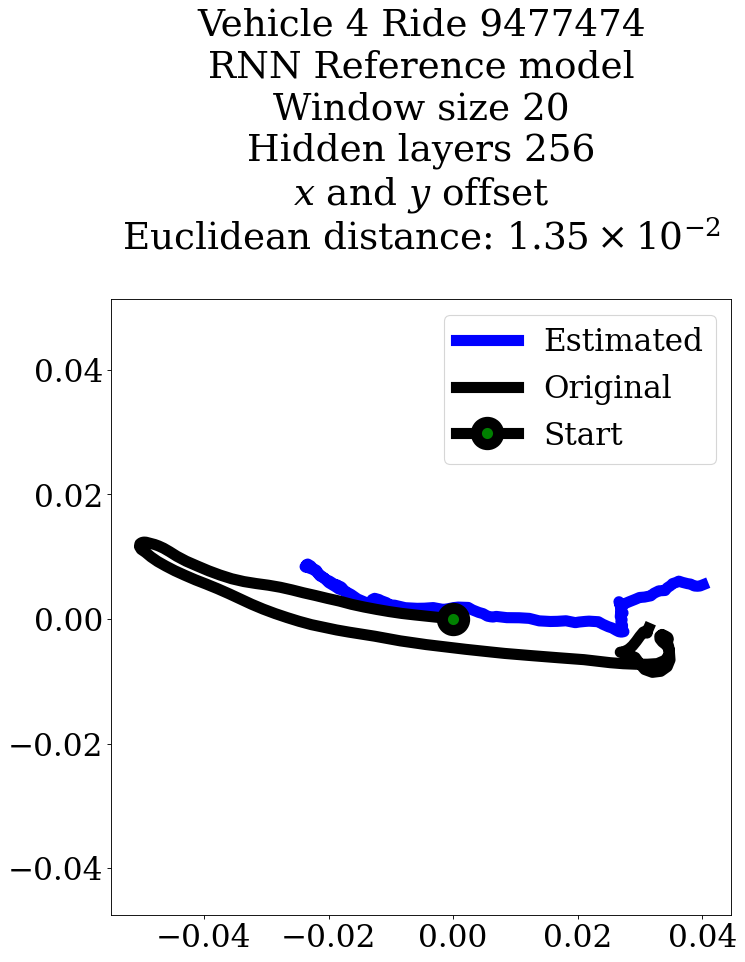 Vehicle 4 Ride 9477474
RNN Reference model
Window size 20
Hidden layers 256
x and y offset
Euclidean distance: 1.35 × 10⁻²
Estimated
Original
Start
0.04
0.02
0.00
−0.02
−0.04
−0.04 −0.02 0.00 0.02 0.04